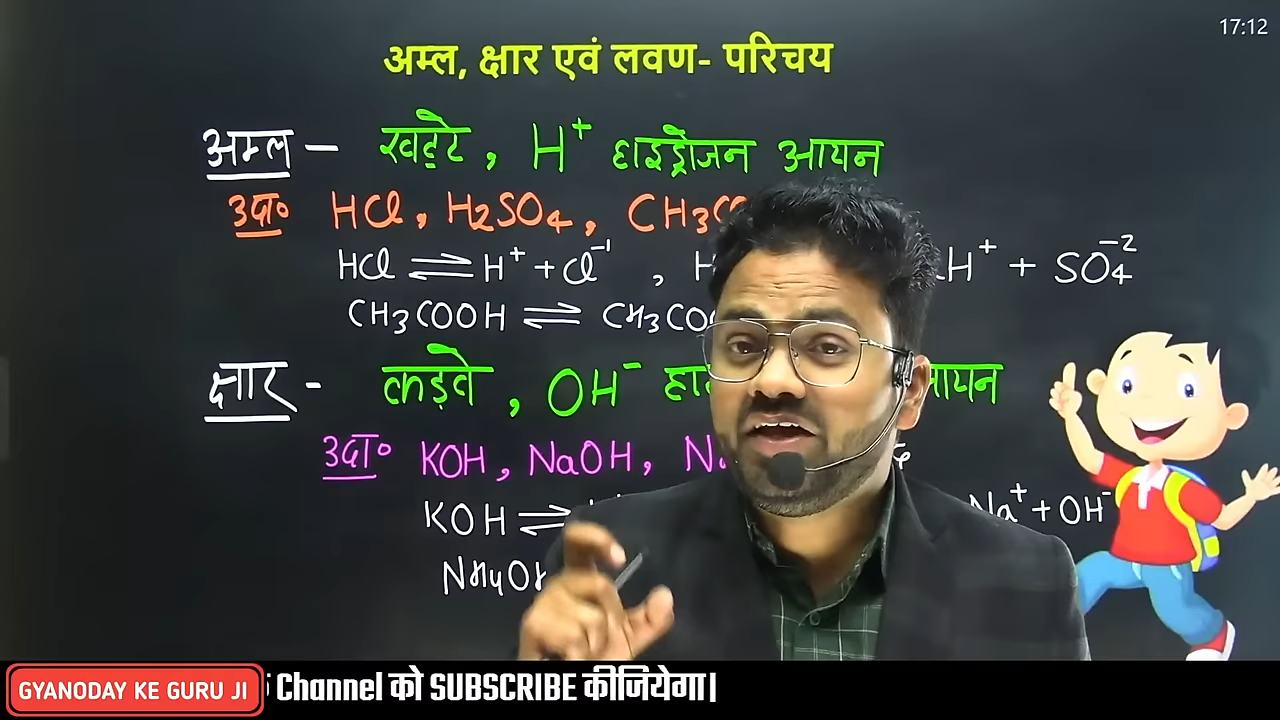 17:12
अम्ल, क्षार एवं लवण- परिचय
अम्ल – खट्टे, H⁺ हाइड्रोजन आयन
उदा० HCl, H₂SO₄, CH₃C
HCl ⇌ H⁺ + Cl⁻¹, H⁺ + SO₄⁻²
CH₃COOH ⇌ CH₃CO
क्षार - कड़वे, OH⁻ आयन
उदा० KOH, NaOH, N
KOH ⇌ Na⁺ + OH⁻
NH₄OH
GYANODAY KE GURU JI Channel को SUBSCRIBE कीजियेगा|